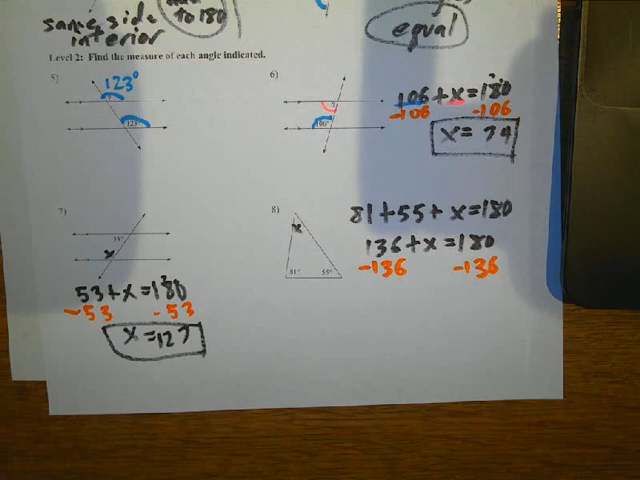 same side
interior
to 180
equal
Level 2: Find the measure of each angle indicated.
5)
123°
123°
6)
106°
106 + x = 180
-106 -106
x = 74
7)
53°
x
53 + x = 180
-53 -53
x = 127
8)
x
81°
55°
81 + 55 + x = 180
136 + x = 180
-136 -136